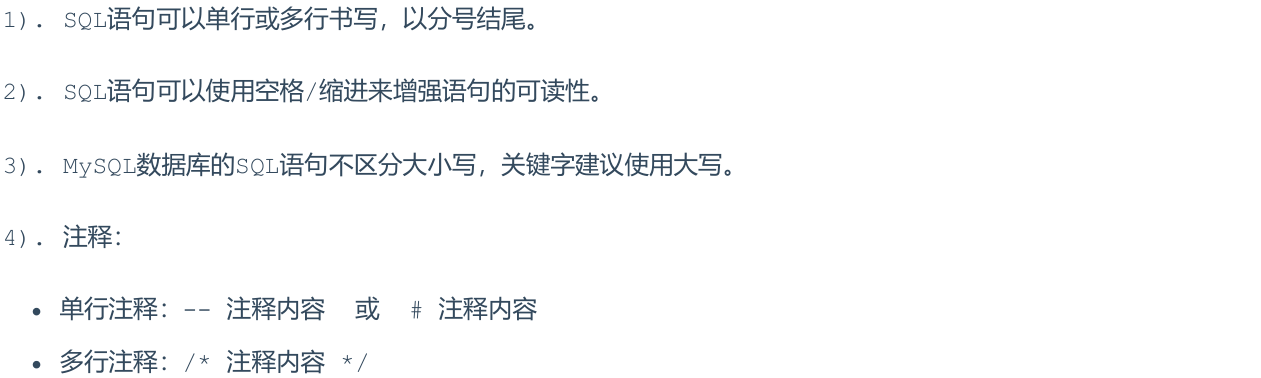 1). SQL语句可以单行或多行书写，以分号结尾。
2). SQL语句可以使用空格/缩进来增强语句的可读性。
3). MySQL数据库的SQL语句不区分大小写，关键字建议使用大写。
4). 注释：
• 单行注释：-- 注释内容 或 # 注释内容
• 多行注释：/* 注释内容 */